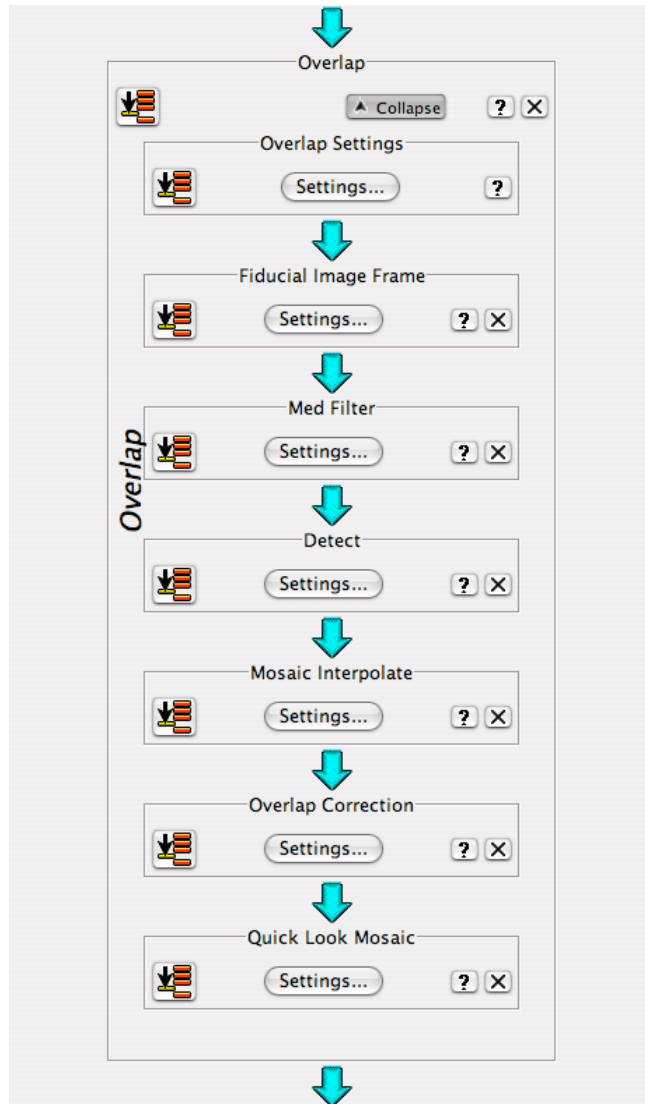 Overlap
Collapse
?
Overlap Settings
Settings...
?
Fiducial Image Frame
Settings...
?
Med Filter
Settings...
?
Overlap
Detect
Settings...
?
Mosaic Interpolate
Settings...
?
Overlap Correction
Settings...
?
Quick Look Mosaic
Settings...
?